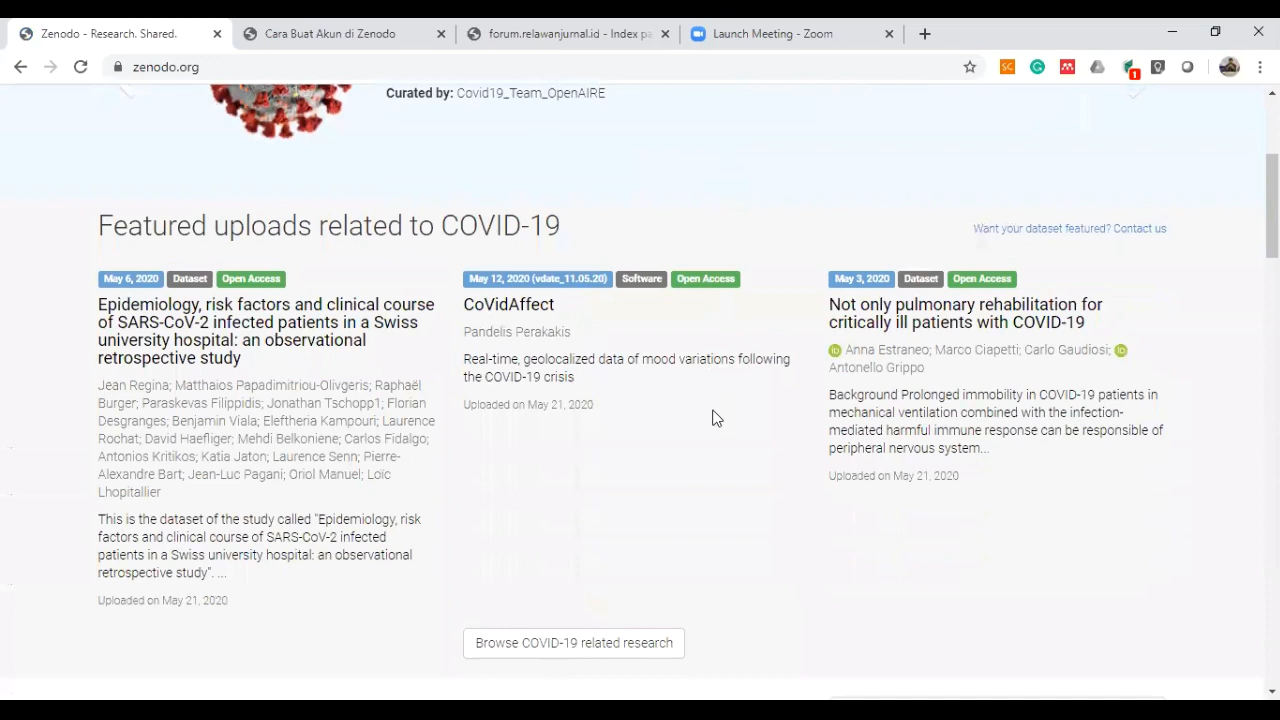 Zenodo - Research. Shared.
Cara Buat Akun di Zenodo
forum.relawanjurnal.id - Index pa
Launch Meeting - Zoom
zenodo.org
SC
1
Curated by: Covid19_Team_OpenAIRE
Featured uploads related to COVID-19
Want your dataset featured? Contact us
May 6, 2020 Dataset Open Access
Epidemiology, risk factors and clinical course
of SARS-CoV-2 infected patients in a Swiss
university hospital: an observational
retrospective study
Jean Regina; Matthaios Papadimitriou-Olivgeris; Raphaël
Burger; Paraskevas Filippidis; Jonathan Tschopp1; Florian
Desgranges; Benjamin Viala; Eleftheria Kampouri; Laurence
Rochat; David Haefliger; Mehdi Belkoniene; Carlos Fidalgo;
Antonios Kritikos; Katia Jaton; Laurence Senn; Pierre-
Alexandre Bart; Jean-Luc Pagani; Oriol Manuel; Loïc
Lhopitallier
This is the dataset of the study called "Epidemiology, risk
factors and clinical course of SARS-CoV-2 infected
patients in a Swiss university hospital: an observational
retrospective study". ...
Uploaded on May 21, 2020
May 12, 2020 (vdate_11.05.20) Software Open Access
CoVidAffect
Pandelis Perakakis
Real-time, geolocalized data of mood variations following
the COVID-19 crisis
Uploaded on May 21, 2020
May 3, 2020 Dataset Open Access
Not only pulmonary rehabilitation for
critically ill patients with COVID-19
iD Anna Estraneo; Marco Ciapetti; Carlo Gaudiosi; iD
Antonello Grippo
Background Prolonged immobility in COVID-19 patients in
mechanical ventilation combined with the infection-
mediated harmful immune response can be responsible of
peripheral nervous system...
Uploaded on May 21, 2020
Browse COVID-19 related research